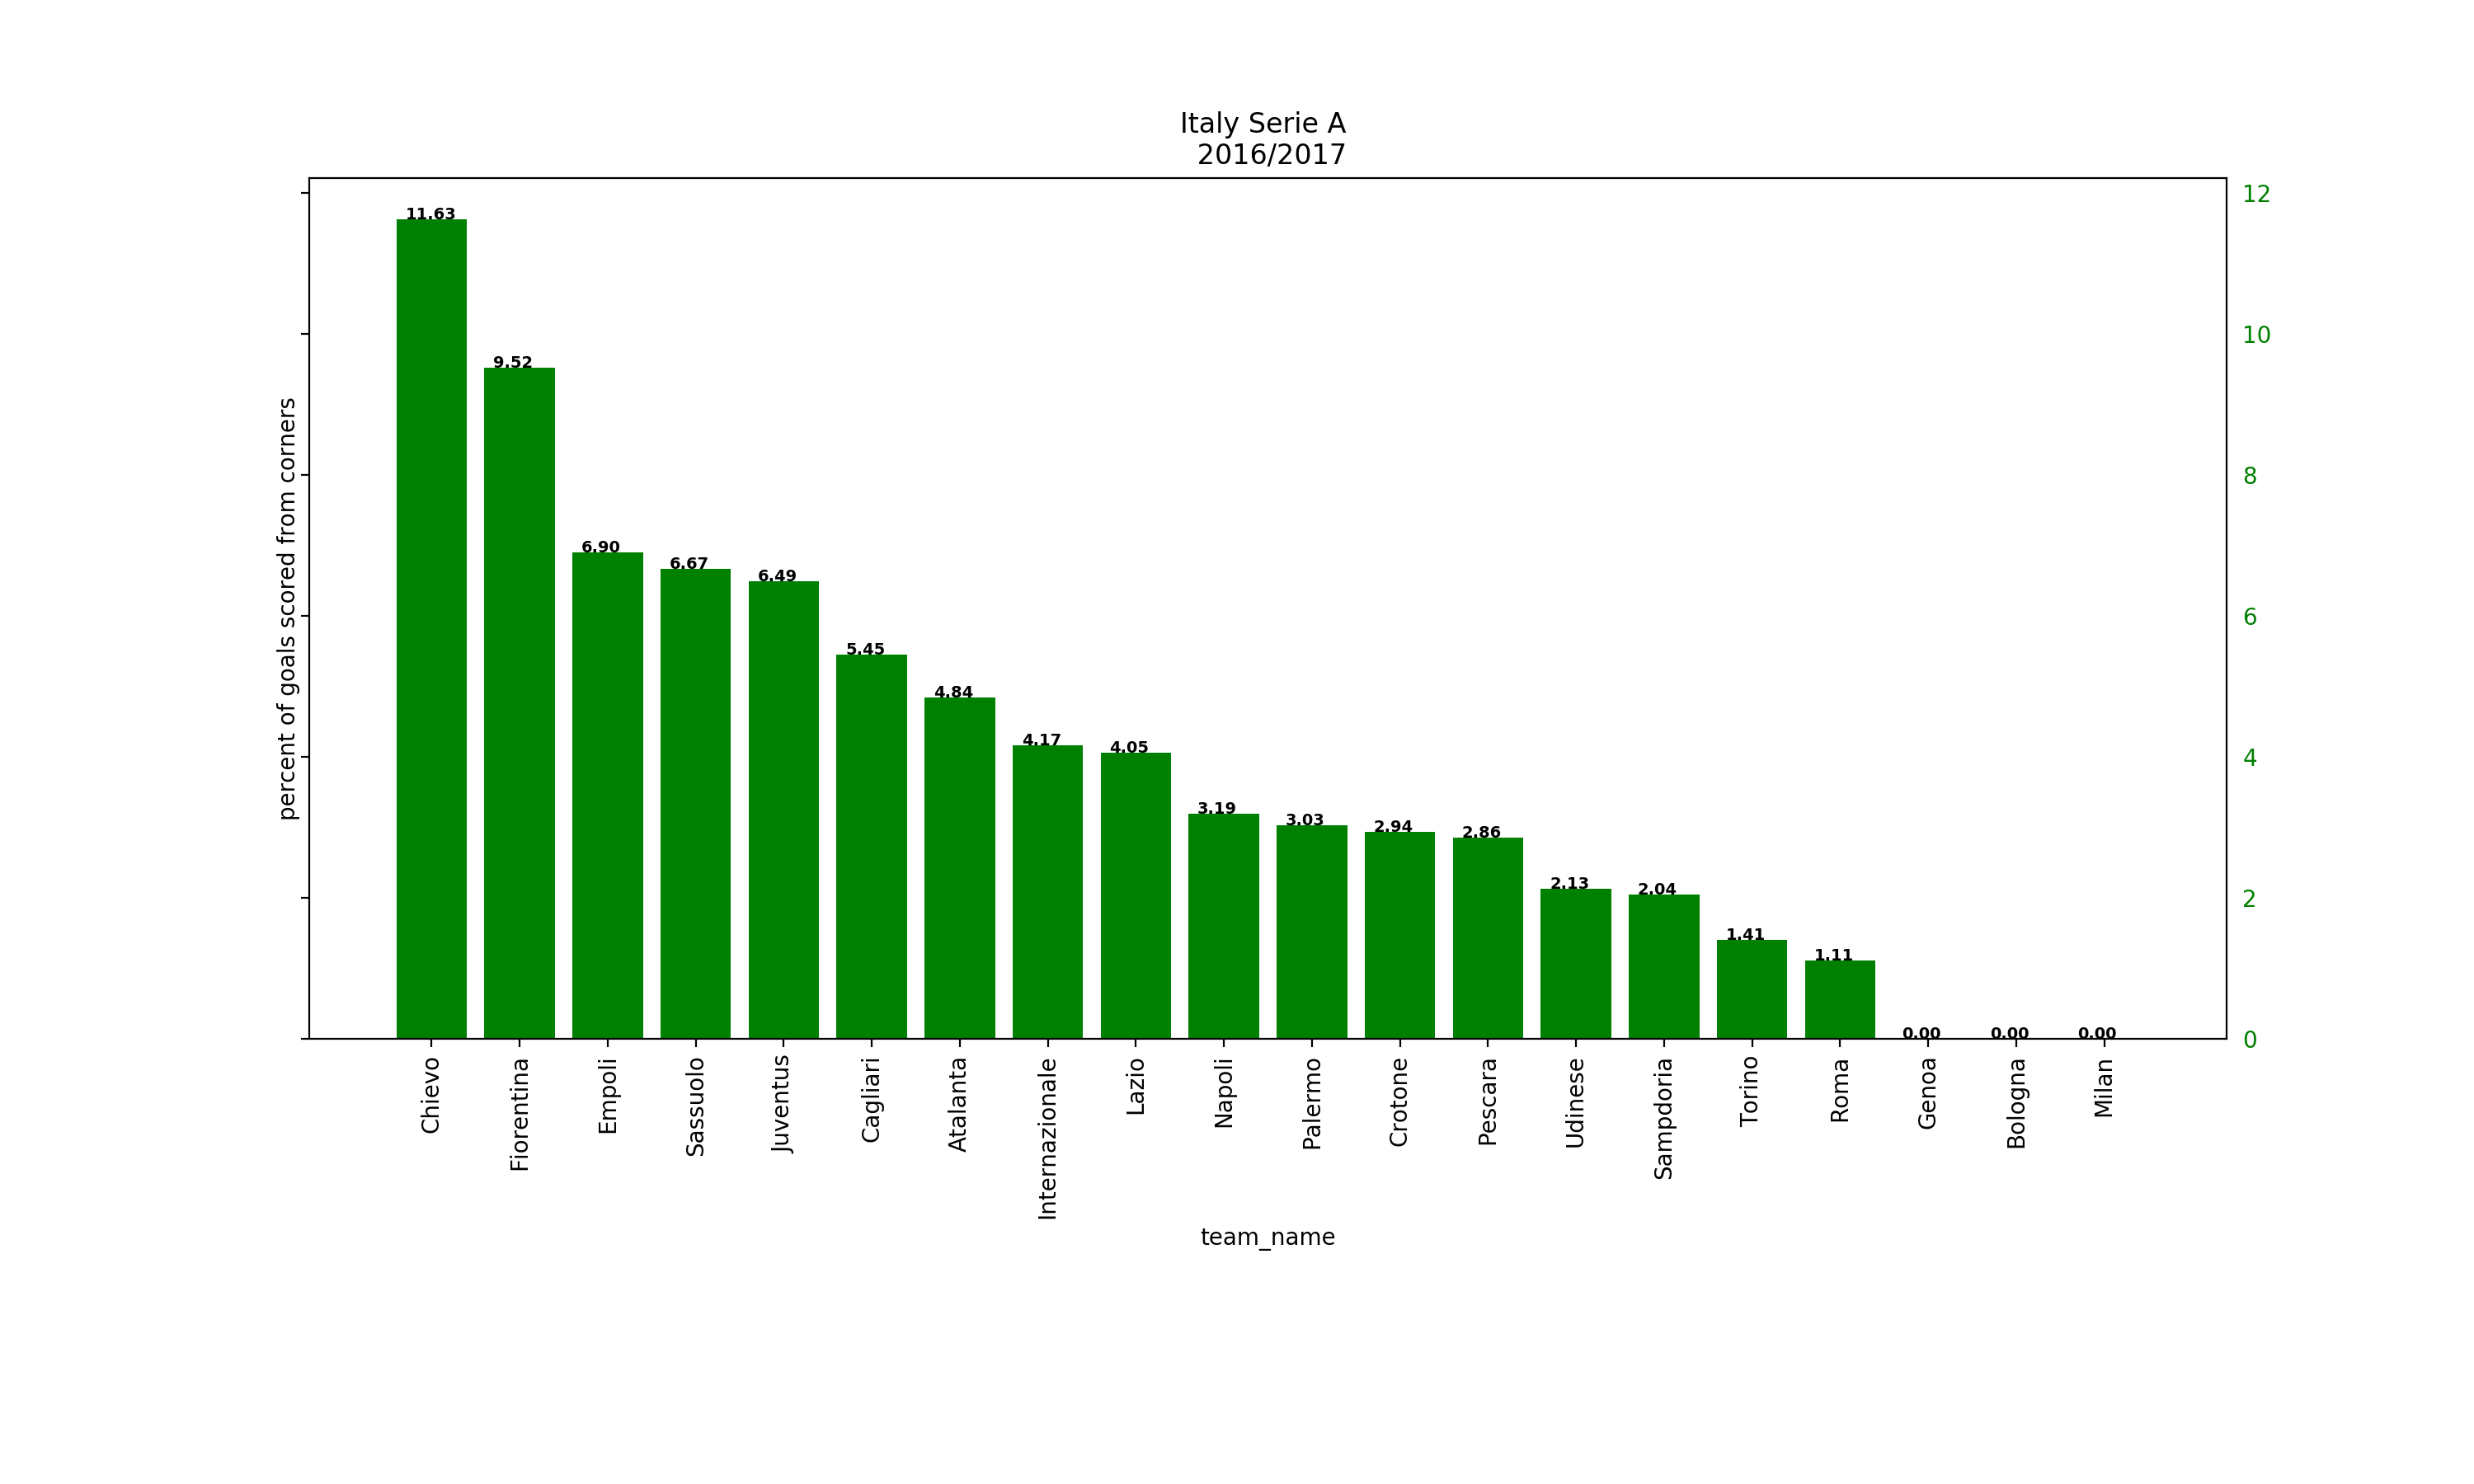 Italy Serie A
2016/2017
percent of goals scored from corners
12
10
8
6
4
2
0
11.63
9.52
6.90
6.67
6.49
5.45
4.84
4.17
4.05
3.19
3.03
2.94
2.86
2.13
2.04
1.41
1.11
0.00
0.00
0.00
Chievo
Fiorentina
Empoli
Sassuolo
Juventus
Cagliari
Atalanta
Internazionale
Lazio
Napoli
Palermo
Crotone
Pescara
Udinese
Sampdoria
Torino
Roma
Genoa
Bologna
Milan
team_name